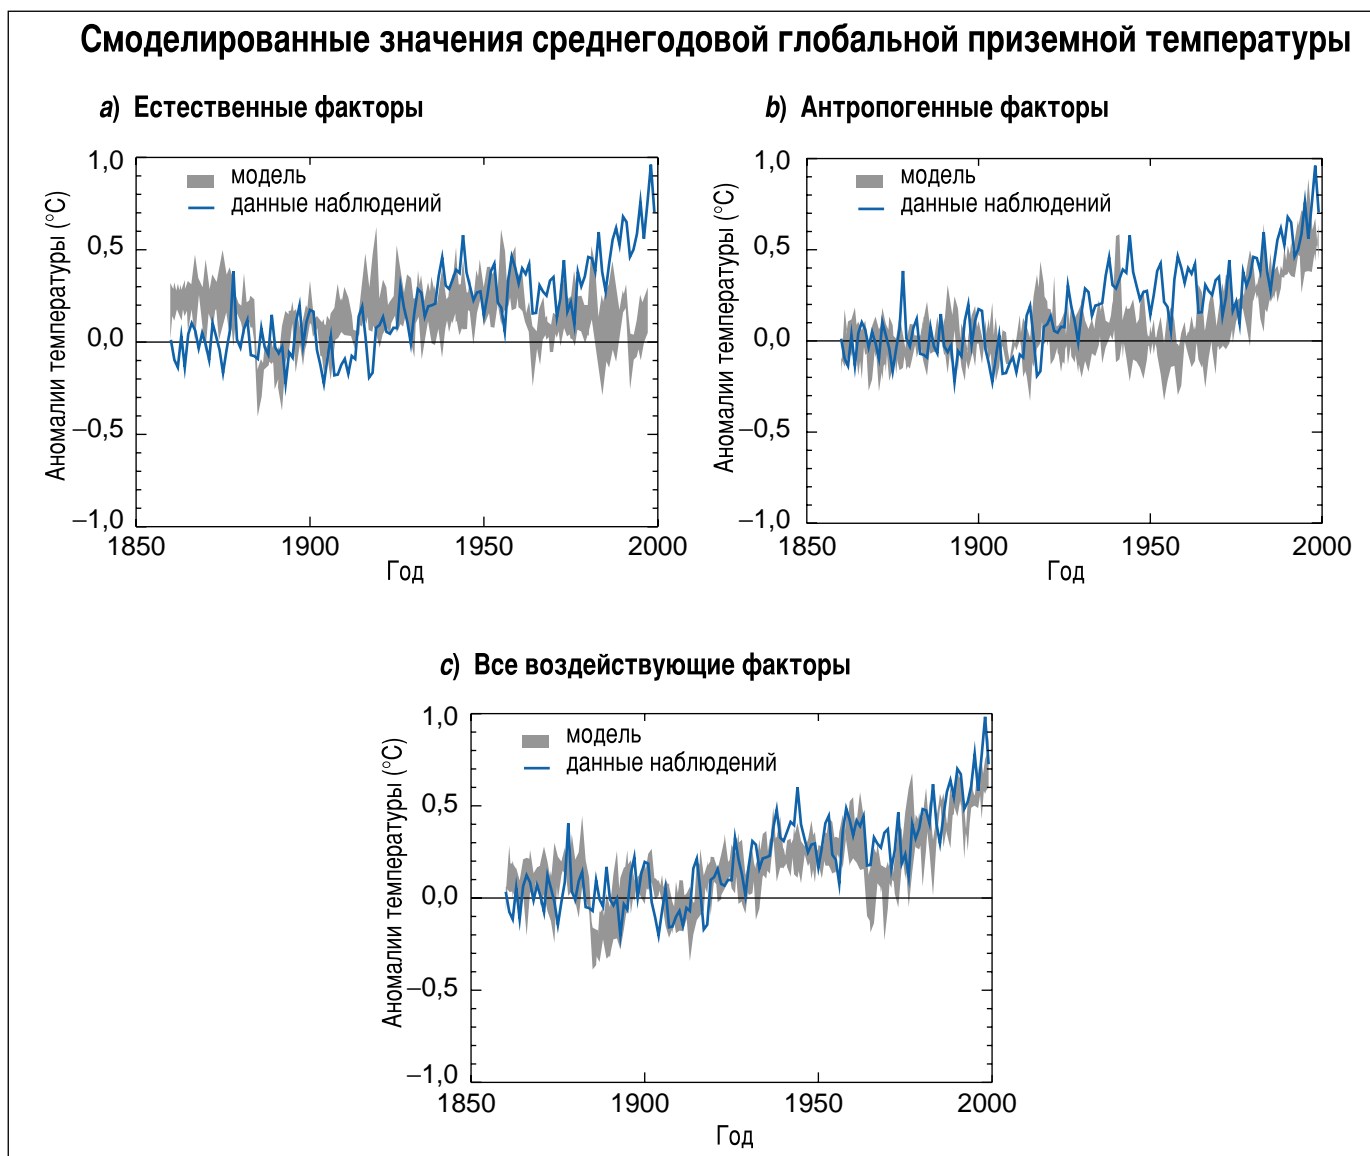 Смоделированные значения среднегодовой глобальной приземной температуры
a) Естественные факторы
Аномалии температуры (°C)
1,0
0,5
0,0
–0,5
–1,0
модель
данные наблюдений
1850
1900
1950
2000
Год
b) Антропогенные факторы
Аномалии температуры (°C)
1,0
0,5
0,0
–0,5
–1,0
модель
данные наблюдений
1850
1900
1950
2000
Год
c) Все воздействующие факторы
Аномалии температуры (°C)
1,0
0,5
0,0
–0,5
–1,0
модель
данные наблюдений
1850
1900
1950
2000
Год